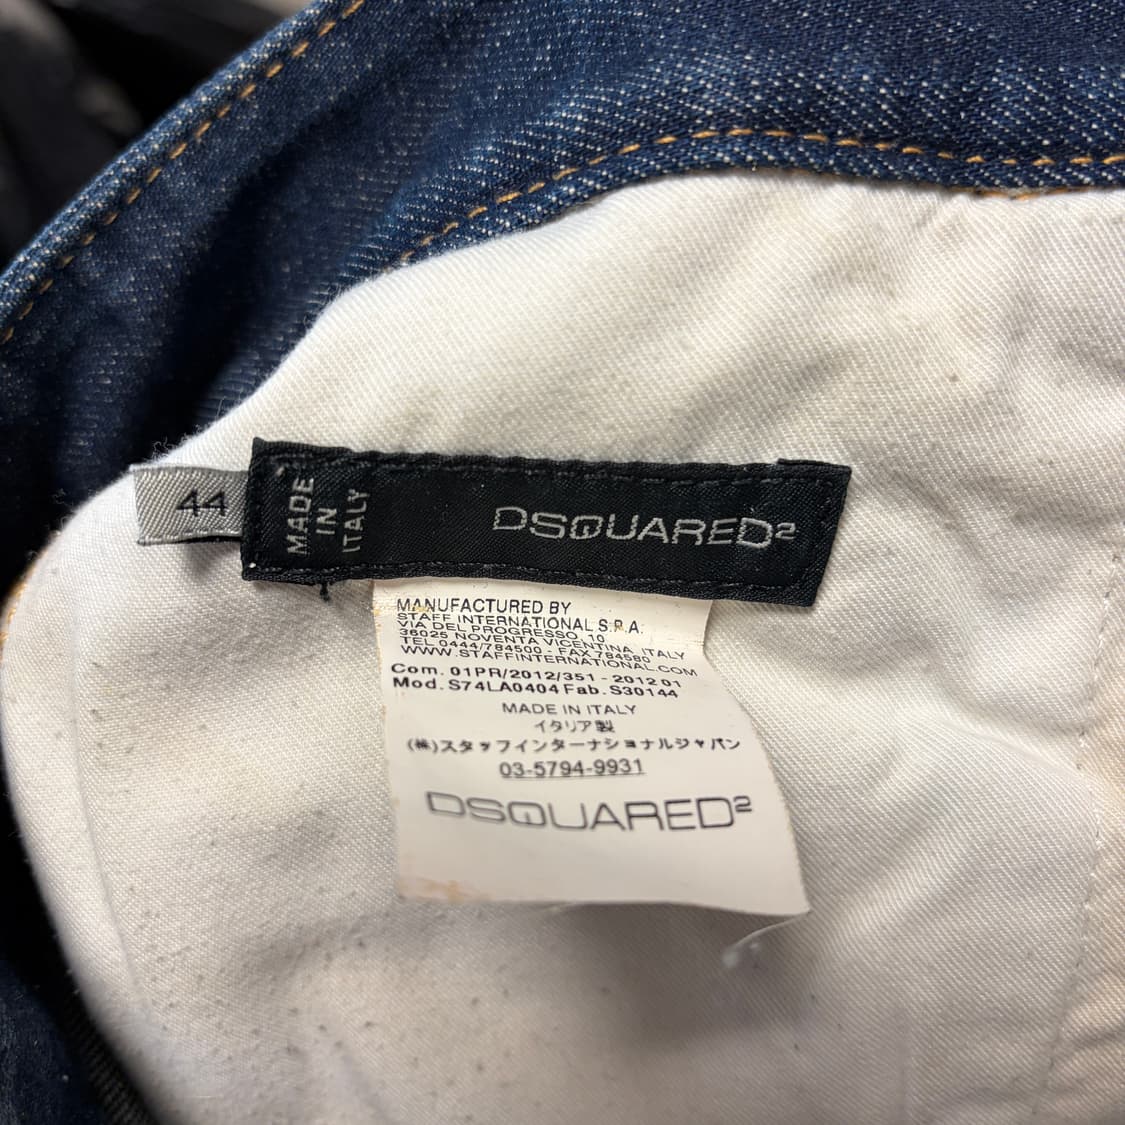 44
MADE
IN
ITALY
DSQUARED2
MANUFACTURED BY
STAFF INTERNATIONAL S.P.A.
VIA DEL PROGRESSO, 10
36025 NOVENTA VICENTINA, ITALY
TEL 0444/784500 - FAX 784580
WWW.STAFFINTERNATIONAL.COM
Com. 01PR/2012/351 - 2012 01
Mod. S74LA0404 Fab. S30144
MADE IN ITALY
イタリア製
(株)スタッフインターナショナルジャパン
03-5794-9931
DSQUARED2